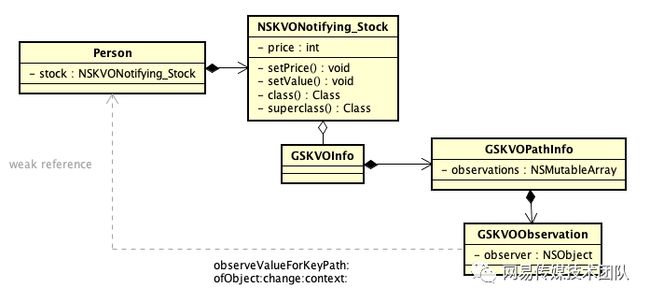 NSKVONotifying_Stock
- price : int
- setPrice() : void
- setValue() : void
- class() : Class
- superclass() : Class
Person
- stock : NSKVONotifying_Stock
weak reference
GSKVOInfo
GSKVOPathInfo
- observations : NSMutableArray
GSKVOObservation
- observer : NSObject
observeValueForKeyPath:
ofObject:change:context:
网易传媒技术团队